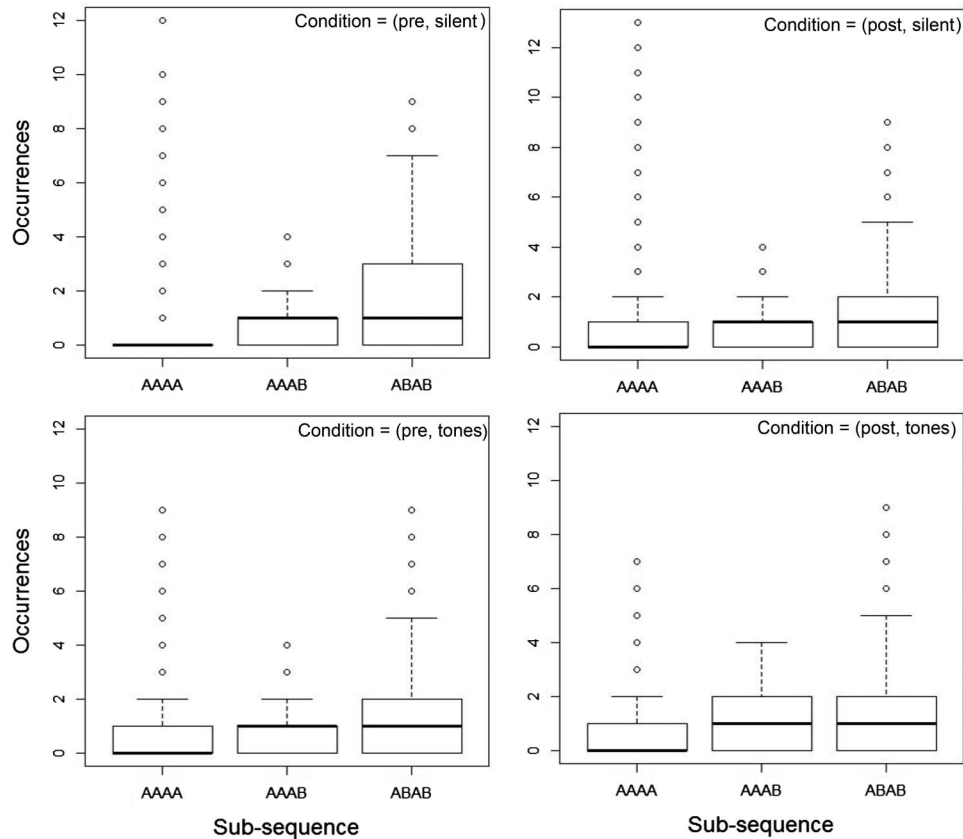 Condition = (pre, silent)
Occurrences
12
10
8
6
4
2
0
AAAA AAAB ABAB
Condition = (post, silent)
12
10
8
6
4
2
0
AAAA AAAB ABAB
Condition = (pre, tones)
Occurrences
12
10
8
6
4
2
0
AAAA AAAB ABAB
Sub-sequence
Condition = (post, tones)
12
10
8
6
4
2
0
AAAA AAAB ABAB
Sub-sequence